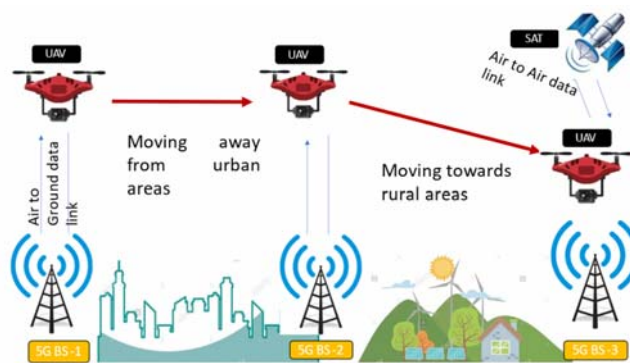 UAV
UAV
SAT
Air to Air data
link
UAV
Moving away
from urban
areas
Moving towards
rural areas
Air to
Ground data
link
5G BS -1
5G BS -2
5G BS -3